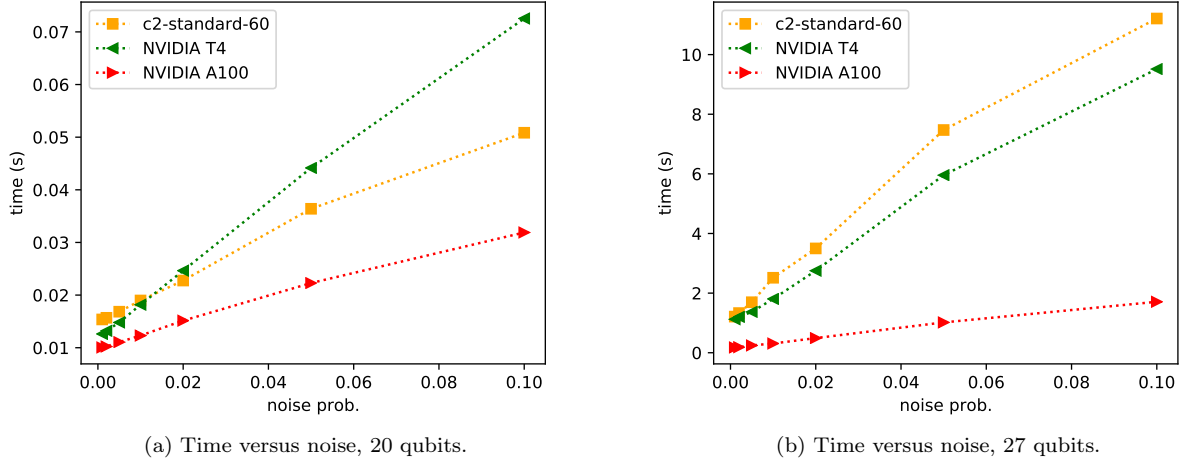 c2-standard-60
NVIDIA T4
NVIDIA A100
0.07
0.06
0.05
0.04
0.03
0.02
0.01
time (s)
0.00 0.02 0.04 0.06 0.08 0.10
noise prob.
(a) Time versus noise, 20 qubits.
c2-standard-60
NVIDIA T4
NVIDIA A100
10
8
6
4
2
0
time (s)
0.00 0.02 0.04 0.06 0.08 0.10
noise prob.
(b) Time versus noise, 27 qubits.